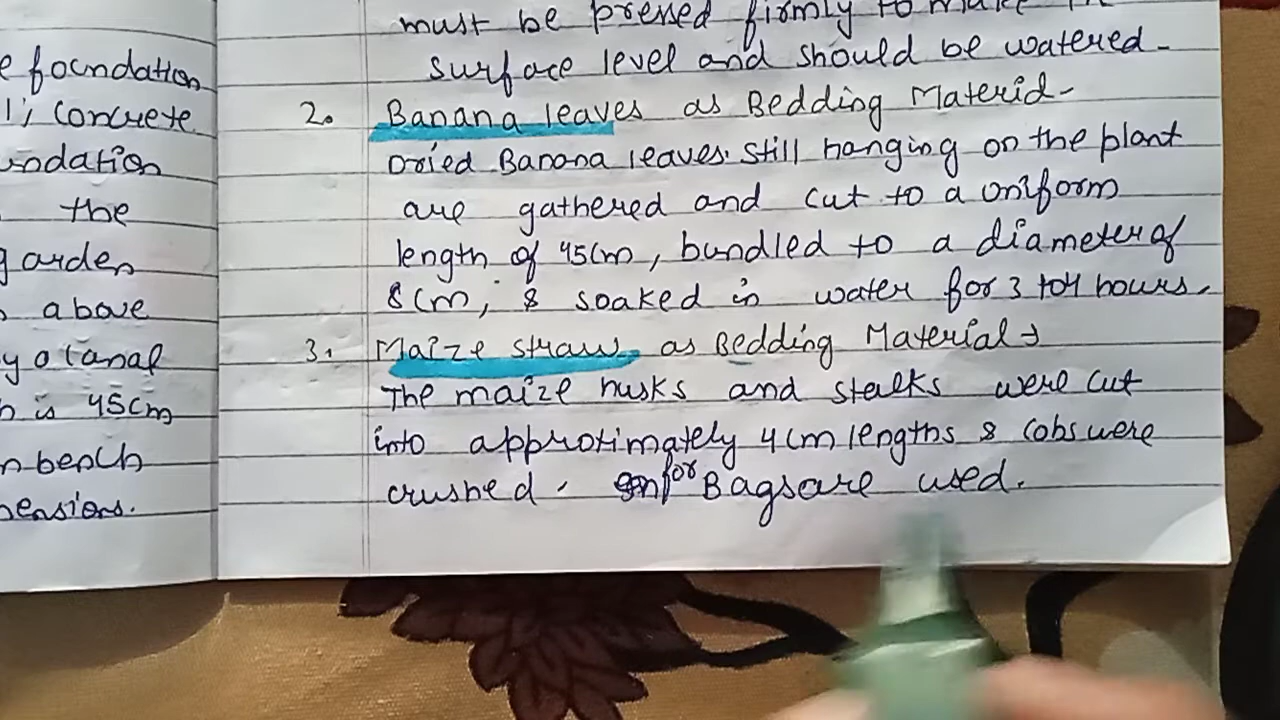 e foundation
concrete
ndation
the
garden
above
y a canal
is 45cm
bench
ensions.
must be pressed firmly to make
surface level and should be watered-
2. Banana leaves as Bedding Material-
Dried Banana leaves still hanging on the plant
are gathered and cut to a uniform
length of 45cm, bundled to a diameter of
8cm, & soaked in water for 3 to 4 hours.
3. Maize straw as Bedding Material→
The maize husks and stalks were cut
into approximately 4cm lengths & cobs were
crushed. for Bags are used.